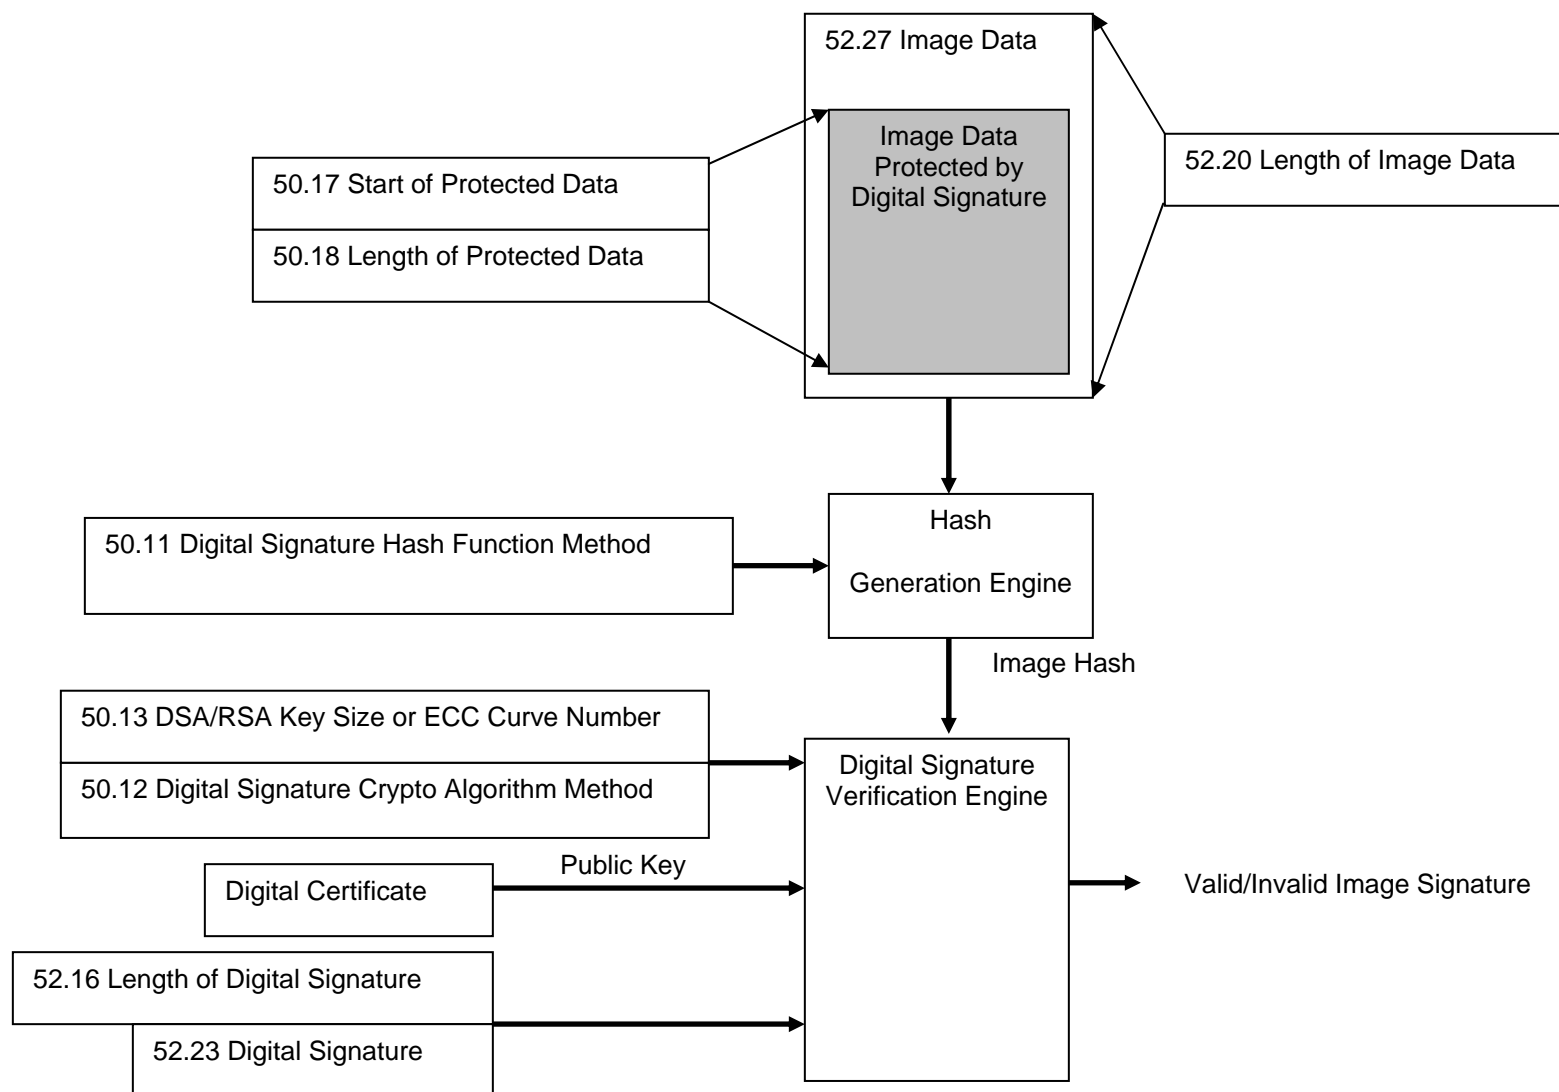 52.27 Image Data
Image Data
Protected by
Digital Signature
52.20 Length of Image Data
50.17 Start of Protected Data
50.18 Length of Protected Data
50.11 Digital Signature Hash Function Method
Hash
Generation Engine
Image Hash
50.13 DSA/RSA Key Size or ECC Curve Number
50.12 Digital Signature Crypto Algorithm Method
Digital Signature
Verification Engine
Public Key
Digital Certificate
Valid/Invalid Image Signature
52.16 Length of Digital Signature
52.23 Digital Signature